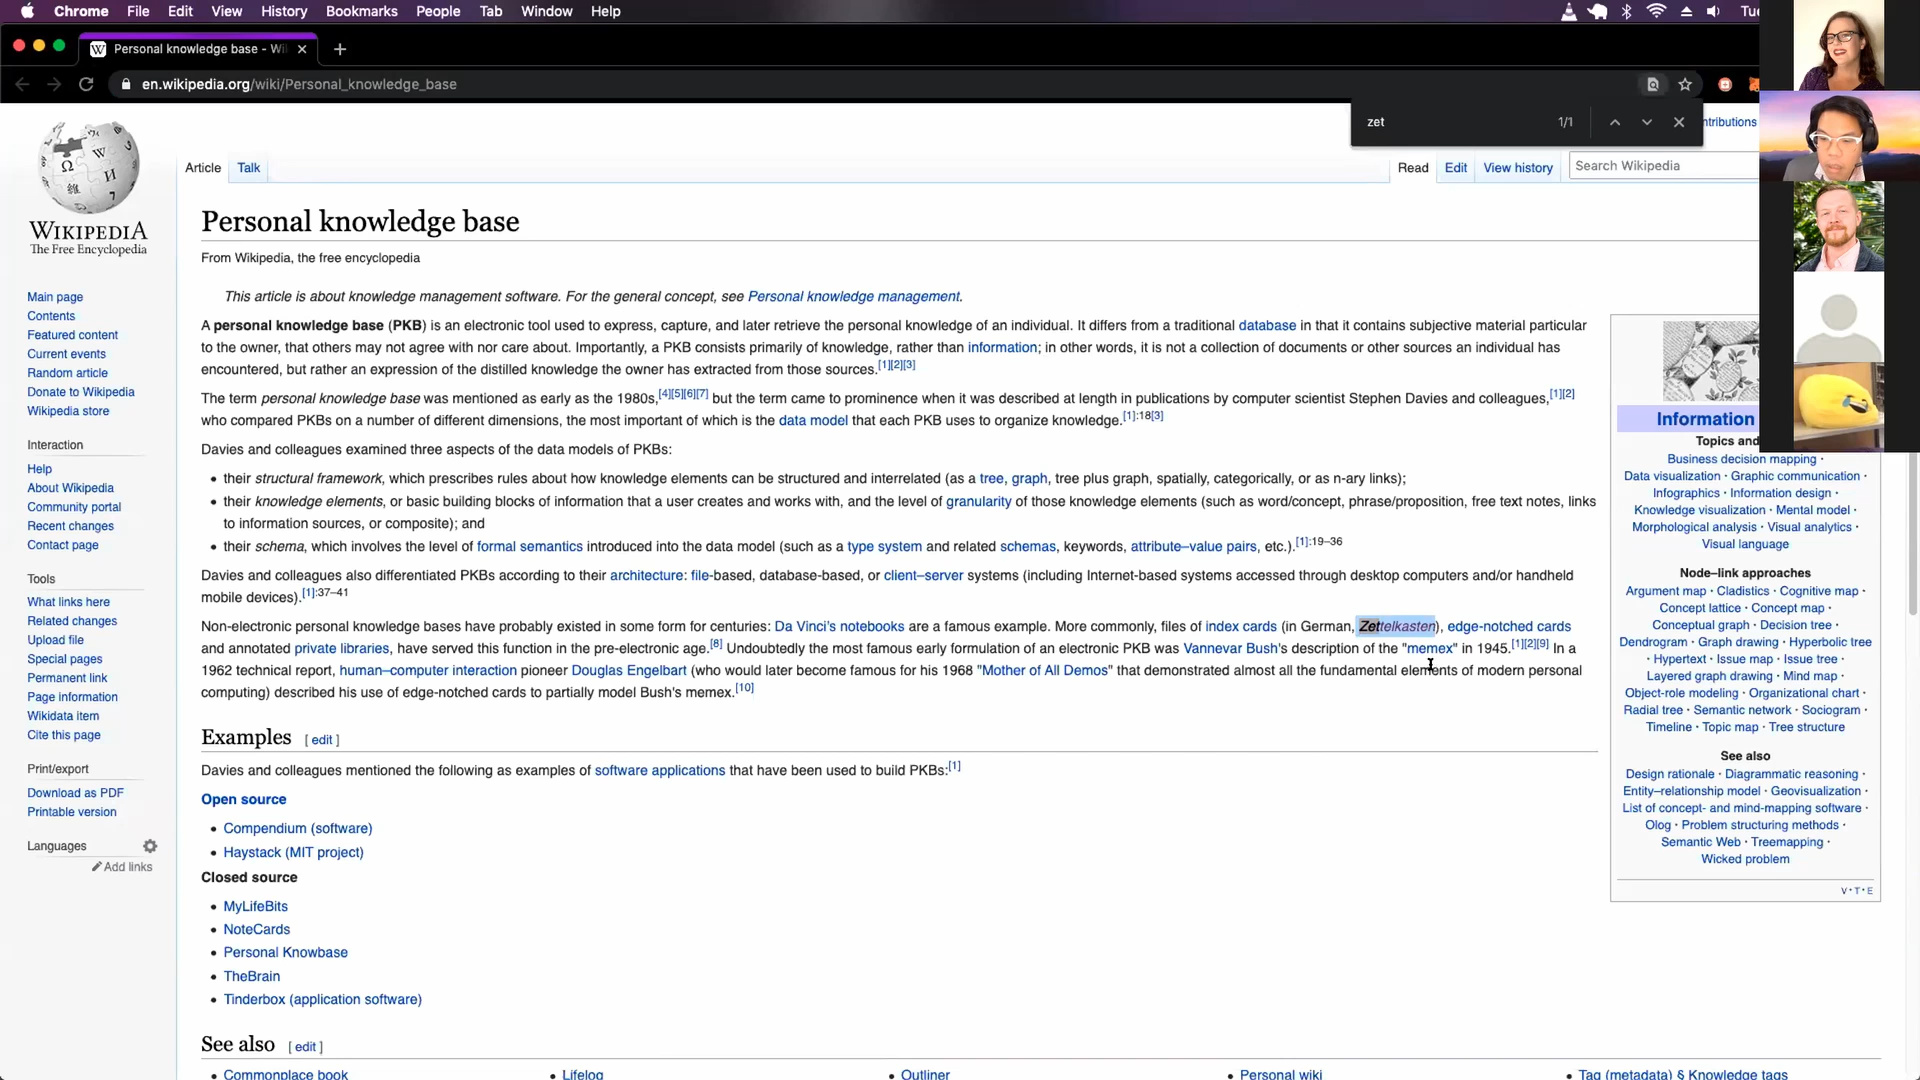 Chrome File Edit View History Bookmarks People Tab Window Help
Tue
Personal knowledge base - Wi
en.wikipedia.org/wiki/Personal_knowledge_base
zet 1/1
ntributions
Article Talk
Read Edit View history Search Wikipedia
WIKIPEDIA
The Free Encyclopedia
Main page
Contents
Featured content
Current events
Random article
Donate to Wikipedia
Wikipedia store
Interaction
Help
About Wikipedia
Community portal
Recent changes
Contact page
Tools
What links here
Related changes
Upload file
Special pages
Permanent link
Page information
Wikidata item
Cite this page
Print/export
Download as PDF
Printable version
Languages
Add links
Personal knowledge base
From Wikipedia, the free encyclopedia
This article is about knowledge management software. For the general concept, see Personal knowledge management.
A personal knowledge base (PKB) is an electronic tool used to express, capture, and later retrieve the personal knowledge of an individual. It differs from a traditional database in that it contains subjective material particular
to the owner, that others may not agree with nor care about. Importantly, a PKB consists primarily of knowledge, rather than information; in other words, it is not a collection of documents or other sources an individual has
encountered, but rather an expression of the distilled knowledge the owner has extracted from those sources.[1][2][3]
The term personal knowledge base was mentioned as early as the 1980s,[4][5][6][7] but the term came to prominence when it was described at length in publications by computer scientist Stephen Davies and colleagues,[1][2]
who compared PKBs on a number of different dimensions, the most important of which is the data model that each PKB uses to organize knowledge.[1]:18[3]
Davies and colleagues examined three aspects of the data models of PKBs:
• their structural framework, which prescribes rules about how knowledge elements can be structured and interrelated (as a tree, graph, tree plus graph, spatially, categorically, or as n-ary links);
• their knowledge elements, or basic building blocks of information that a user creates and works with, and the level of granularity of those knowledge elements (such as word/concept, phrase/proposition, free text notes, links
to information sources, or composite); and
• their schema, which involves the level of formal semantics introduced into the data model (such as a type system and related schemas, keywords, attribute–value pairs, etc.).[1]:19–36
Davies and colleagues also differentiated PKBs according to their architecture: file-based, database-based, or client–server systems (including Internet-based systems accessed through desktop computers and/or handheld
mobile devices).[1]:37–41
Non-electronic personal knowledge bases have probably existed in some form for centuries: Da Vinci's notebooks are a famous example. More commonly, files of index cards (in German, Zettelkasten), edge-notched cards
and annotated private libraries, have served this function in the pre-electronic age.[8] Undoubtedly the most famous early formulation of an electronic PKB was Vannevar Bush's description of the "memex" in 1945.[1][2][9] In a
1962 technical report, human–computer interaction pioneer Douglas Engelbart (who would later become famous for his 1968 "Mother of All Demos" that demonstrated almost all the fundamental elements of modern personal
computing) described his use of edge-notched cards to partially model Bush's memex.[10]
Examples [ edit ]
Davies and colleagues mentioned the following as examples of software applications that have been used to build PKBs:[1]
Open source
• Compendium (software)
• Haystack (MIT project)
Closed source
• MyLifeBits
• NoteCards
• Personal Knowbase
• TheBrain
• Tinderbox (application software)
See also [ edit ]
• Commonplace book • Lifelog • Outliner • Personal wiki • Tag (metadata) § Knowledge tags
Information
Topics and
Business decision mapping ·
Data visualization · Graphic communication ·
Infographics · Information design ·
Knowledge visualization · Mental model ·
Morphological analysis · Visual analytics ·
Visual language
Node–link approaches
Argument map · Cladistics · Cognitive map ·
Concept lattice · Concept map ·
Conceptual graph · Decision tree ·
Dendrogram · Graph drawing · Hyperbolic tree
· Hypertext · Issue map · Issue tree ·
Layered graph drawing · Mind map ·
Object-role modeling · Organizational chart ·
Radial tree · Semantic network · Sociogram ·
Timeline · Topic map · Tree structure
See also
Design rationale · Diagrammatic reasoning ·
Entity–relationship model · Geovisualization ·
List of concept- and mind-mapping software ·
Olog · Problem structuring methods ·
Semantic Web · Treemapping ·
Wicked problem
V·T·E